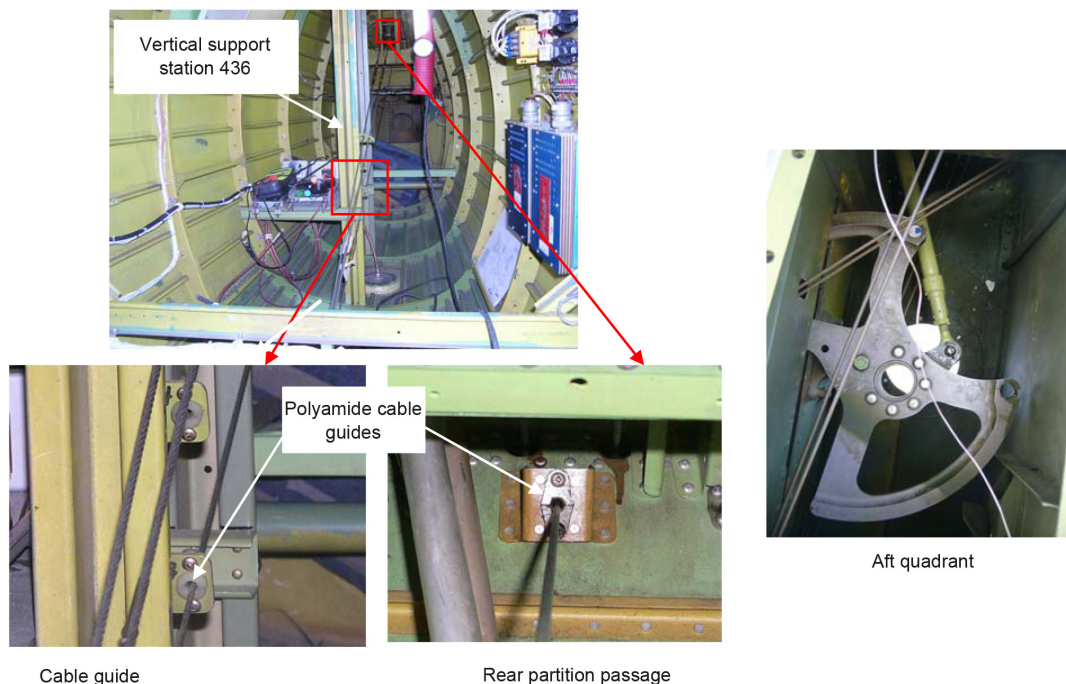 Vertical support
station 436
Polyamide cable
guides
Cable guide
Rear partition passage
Aft quadrant